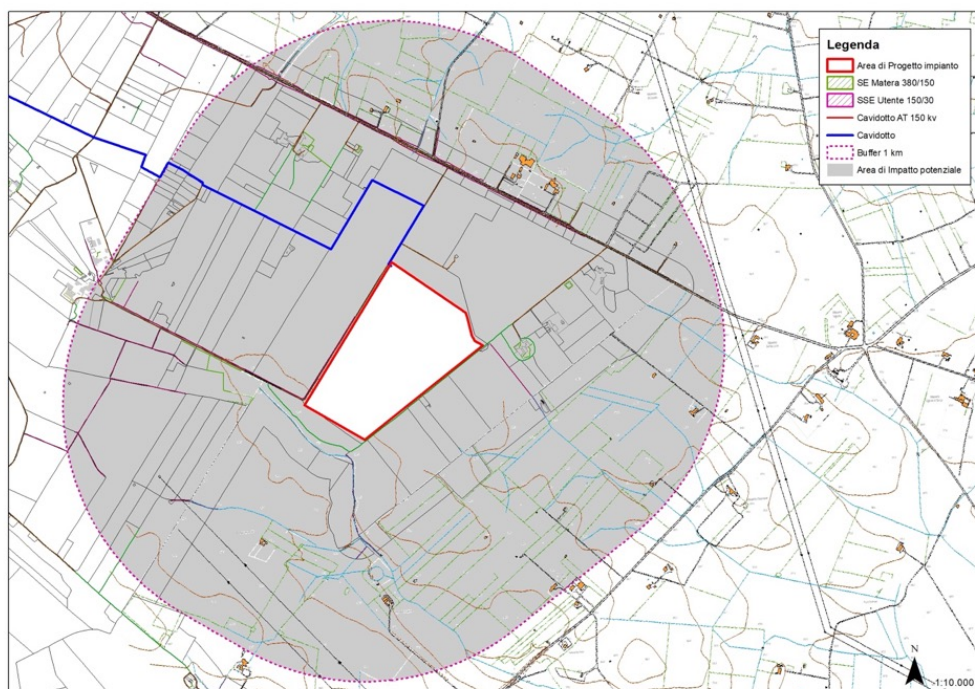 Legenda
Area di Progetto impianto
SE Matera 380/150
SSE Utente 150/30
Cavidotto AT 150 kv
Cavidotto
Buffer 1 km
Area di Impatto potenziale
N
1:10.000